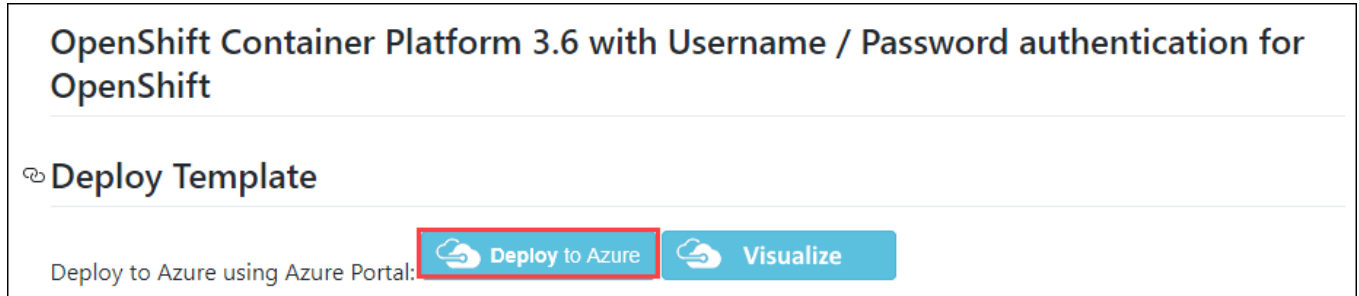 OpenShift Container Platform 3.6 with Username / Password authentication for
OpenShift
Deploy Template
Deploy to Azure using Azure Portal: Deploy to Azure Visualize